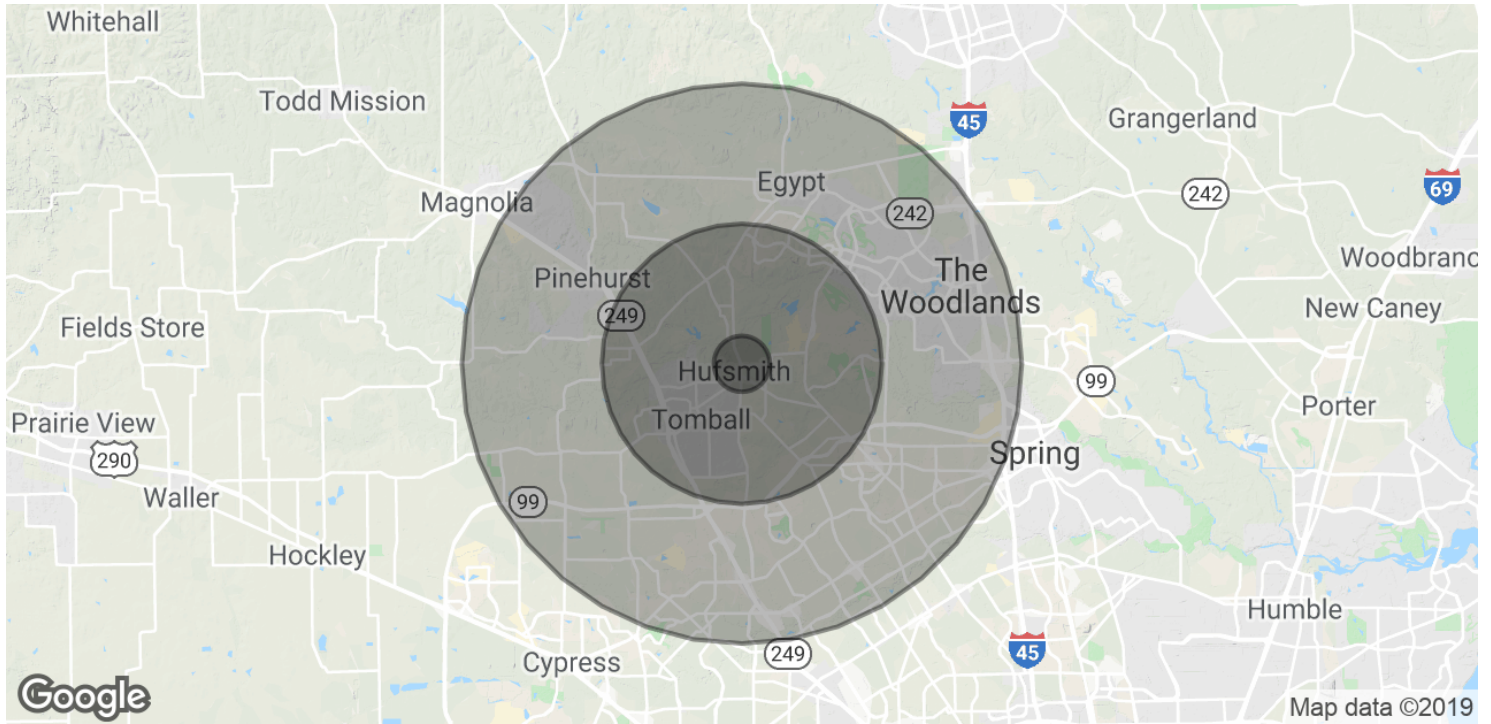 Whitehall
Todd Mission
45
Grangerland
Egypt
69
Magnolia
242
242
Woodbranc
The
Woodlands
Pinehurst
New Caney
249
Fields Store
Hufsmith
99
Porter
Tomball
Prairie View
Spring
290
Waller
99
Hockley
Humble
45
249
Cypress
Google
Map data ©2019